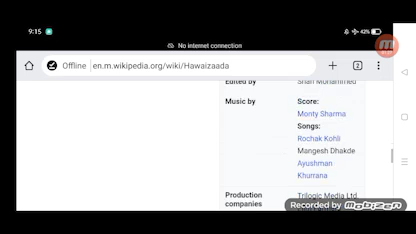 9:15
42%
No internet connection
Offline en.m.wikipedia.org/wiki/Hawaizaada
2
Edited by Shan Mohammed
Music by Score:
Monty Sharma
Songs:
Rochak Kohli
Mangesh Dhakde
Ayushman
Khurrana
Production Trilogic Media Ltd
companies
Recorded by Mobizen